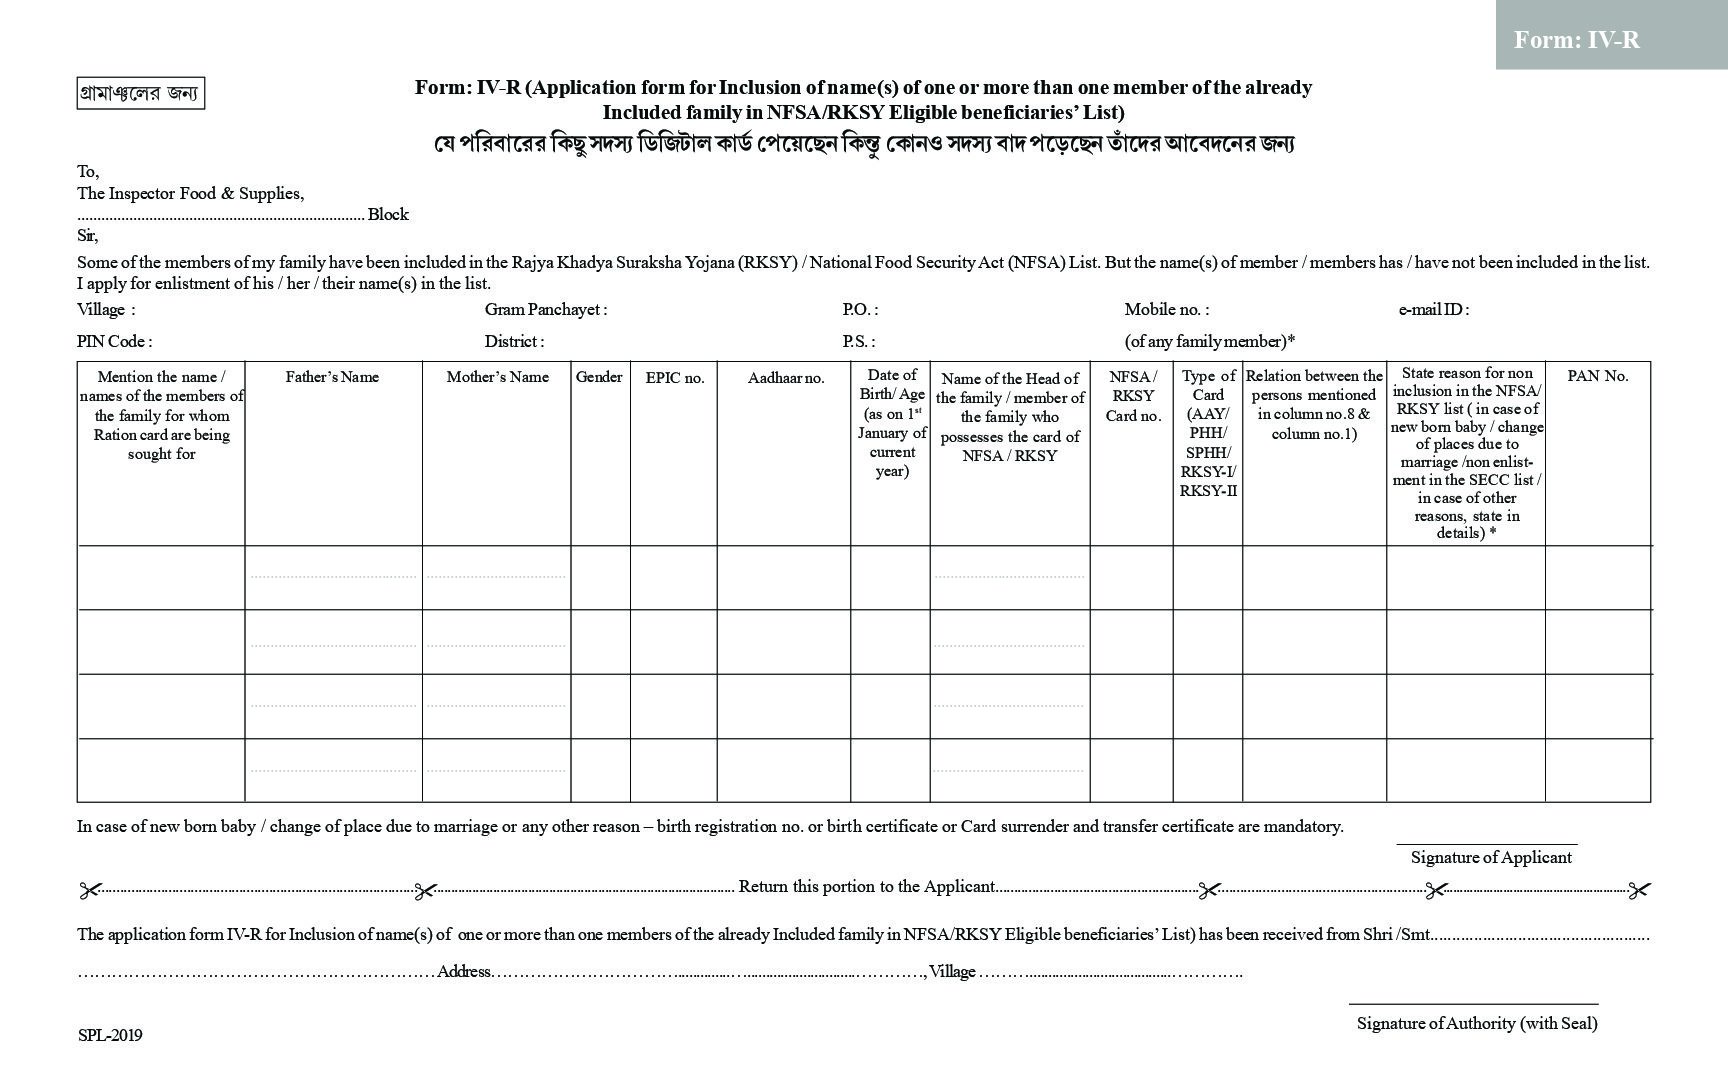 Form: IV-R
গ্রামাঞ্চলের জন্য
Form: IV-R (Application form for Inclusion of name(s) of one or more than one member of the already
Included family in NFSA/RKSY Eligible beneficiaries’ List)
যে পরিবারের কিছু সদস্য ডিজিটাল কার্ড পেয়েছেন কিন্তু কোনও সদস্য বাদ পড়েছেন তাঁদের আবেদনের জন্য
To,
The Inspector Food & Supplies,
....................................................................... Block
Sir,
Some of the members of my family have been included in the Rajya Khadya Suraksha Yojana (RKSY) / National Food Security Act (NFSA) List. But the name(s) of member / members has / have not been included in the list.
I apply for enlistment of his / her / their name(s) in the list.
Village : Gram Panchayet : P.O. : Mobile no. : e-mail ID :
PIN Code : District : P.S. : (of any family member)*
Mention the name /
names of the members of
the family for whom
Ration card are being
sought for
Father’s Name
Mother’s Name
Gender
EPIC no.
Aadhaar no.
Date of
Birth/ Age
(as on 1st
January of
current
year)
Name of the Head of
the family / member of
the family who
possesses the card of
NFSA / RKSY
NFSA /
RKSY
Card no.
Type of
Card
(AAY/
PHH/
SPHH/
RKSY-I/
RKSY-II
Relation between the
persons mentioned
in column no.8 &
column no.1)
State reason for non
inclusion in the NFSA/
RKSY list ( in case of
new born baby / change
of places due to
marriage /non enlist-
ment in the SECC list /
in case of other
reasons, state in
details) *
PAN No.
In case of new born baby / change of place due to marriage or any other reason – birth registration no. or birth certificate or Card surrender and transfer certificate are mandatory.
Signature of Applicant
Return this portion to the Applicant
The application form IV-R for Inclusion of name(s) of one or more than one members of the already Included family in NFSA/RKSY Eligible beneficiaries’ List) has been received from Shri /Smt..................................................
............................................................Address............................................................, Village ............................................
Signature of Authority (with Seal)
SPL-2019